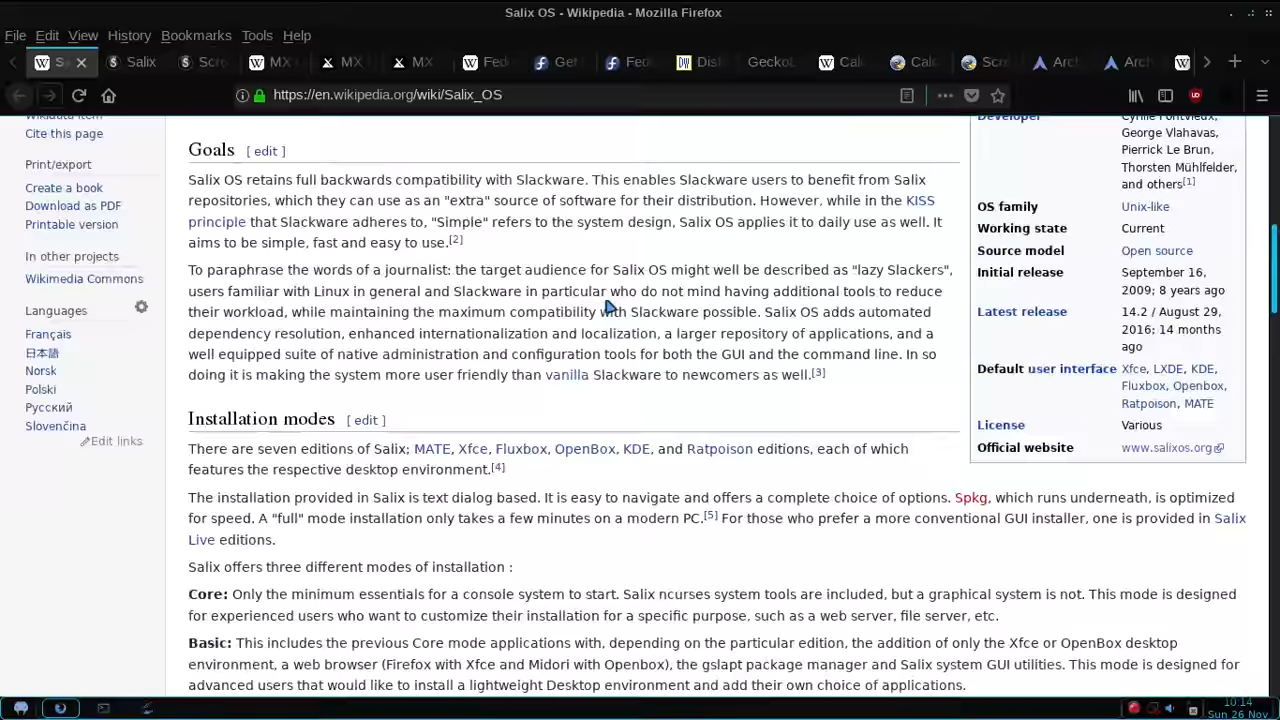 Salix OS - Wikipedia - Mozilla Firefox
File Edit View History Bookmarks Tools Help
S Salix Scr MX MX MX Fed Get Fed Dist Gecko Cal Calc Scr Arc Arc
https://en.wikipedia.org/wiki/Salix_OS
Wikidata item
Cite this page
Print/export
Create a book
Download as PDF
Printable version
In other projects
Wikimedia Commons
Languages
Français
日本語
Norsk
Polski
Русский
Slovenčina
Edit links
Goals [ edit ]
Salix OS retains full backwards compatibility with Slackware. This enables Slackware users to benefit from Salix
repositories, which they can use as an "extra" source of software for their distribution. However, while in the KISS
principle that Slackware adheres to, "Simple" refers to the system design, Salix OS applies it to daily use as well. It
aims to be simple, fast and easy to use.[2]
To paraphrase the words of a journalist: the target audience for Salix OS might well be described as "lazy Slackers",
users familiar with Linux in general and Slackware in particular who do not mind having additional tools to reduce
their workload, while maintaining the maximum compatibility with Slackware possible. Salix OS adds automated
dependency resolution, enhanced internationalization and localization, a larger repository of applications, and a
well equipped suite of native administration and configuration tools for both the GUI and the command line. In so
doing it is making the system more user friendly than vanilla Slackware to newcomers as well.[3]
Developer Cyrille Pontvieux,
George Vlahavas,
Pierrick Le Brun,
Thorsten Mühlfelder,
and others[1]
OS family Unix-like
Working state Current
Source model Open source
Initial release September 16,
2009; 8 years ago
Latest release 14.2 / August 29,
2016; 14 months
ago
Default user interface Xfce, LXDE, KDE,
Fluxbox, Openbox,
Ratpoison, MATE
License Various
Official website www.salixos.org
Installation modes [ edit ]
There are seven editions of Salix; MATE, Xfce, Fluxbox, OpenBox, KDE, and Ratpoison editions, each of which
features the respective desktop environment.[4]
The installation provided in Salix is text dialog based. It is easy to navigate and offers a complete choice of options. Spkg, which runs underneath, is optimized
for speed. A "full" mode installation only takes a few minutes on a modern PC.[5] For those who prefer a more conventional GUI installer, one is provided in Salix
Live editions.
Salix offers three different modes of installation :
Core: Only the minimum essentials for a console system to start. Salix ncurses system tools are included, but a graphical system is not. This mode is designed
for experienced users who want to customize their installation for a specific purpose, such as a web server, file server, etc.
Basic: This includes the previous Core mode applications with, depending on the particular edition, the addition of only the Xfce or OpenBox desktop
environment, a web browser (Firefox with Xfce and Midori with Openbox), the gslapt package manager and Salix system GUI utilities. This mode is designed for
advanced users that would like to install a lightweight Desktop environment and add their own choice of applications.
10:14
Sun 26 Nov